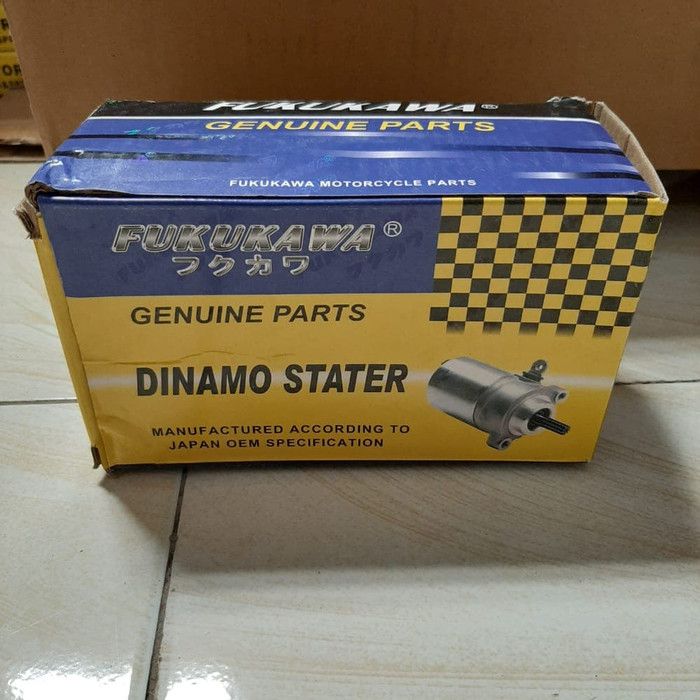 FUKUKAWA®
GENUINE PARTS
FUKUKAWA MOTORCYCLE PARTS
FUKUKAWA®
フクカワ
GENUINE PARTS
DINAMO STATER
MANUFACTURED ACCORDING TO
JAPAN OEM SPECIFICATION